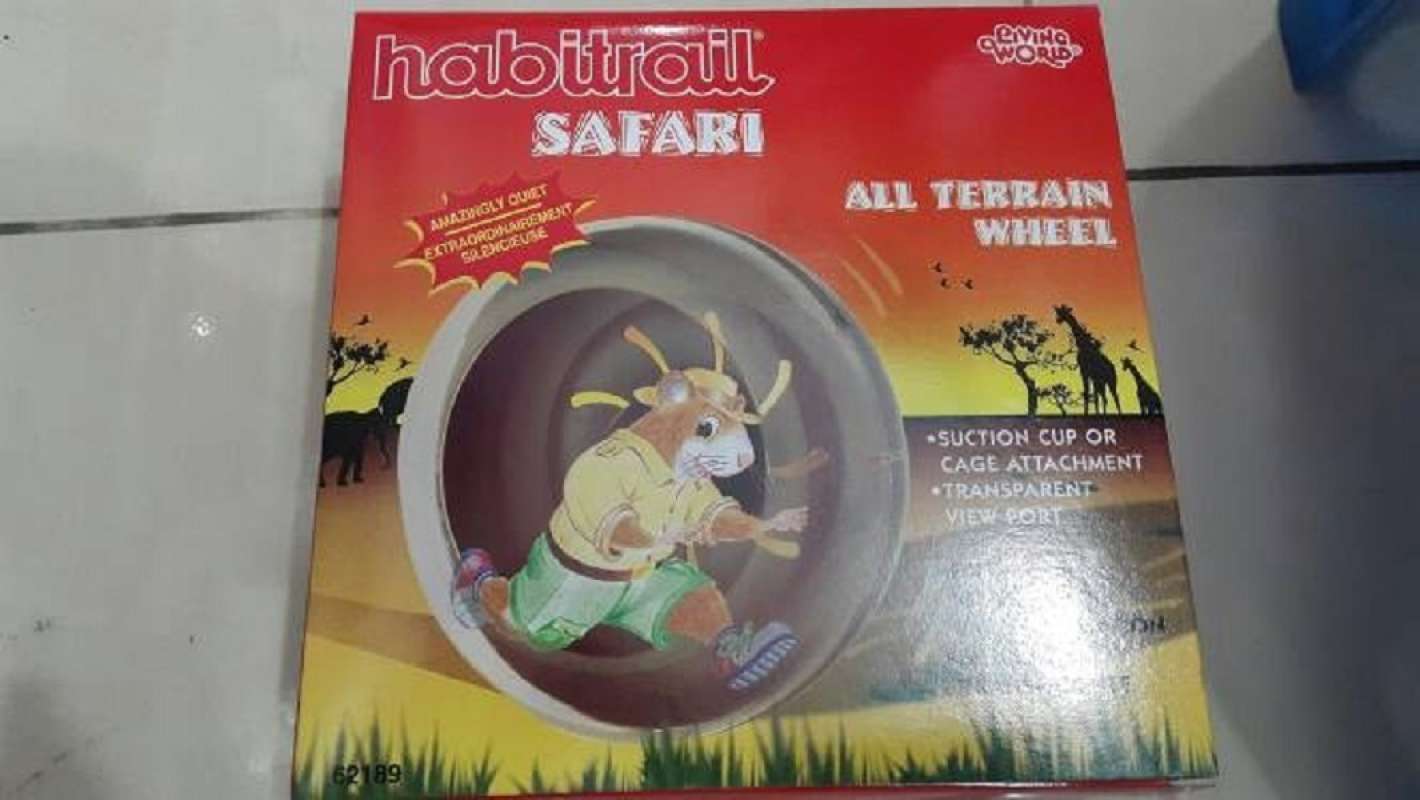 habitrail
LIVING
WORLD
SAFARI
ALL TERRAIN
WHEEL
AMAZINGLY QUIET
EXTRAORDINAIREMENT
SILENCIEUSE
•SUCTION CUP OR
CAGE ATTACHMENT
•TRANSPARENT
VIEW PORT
62189